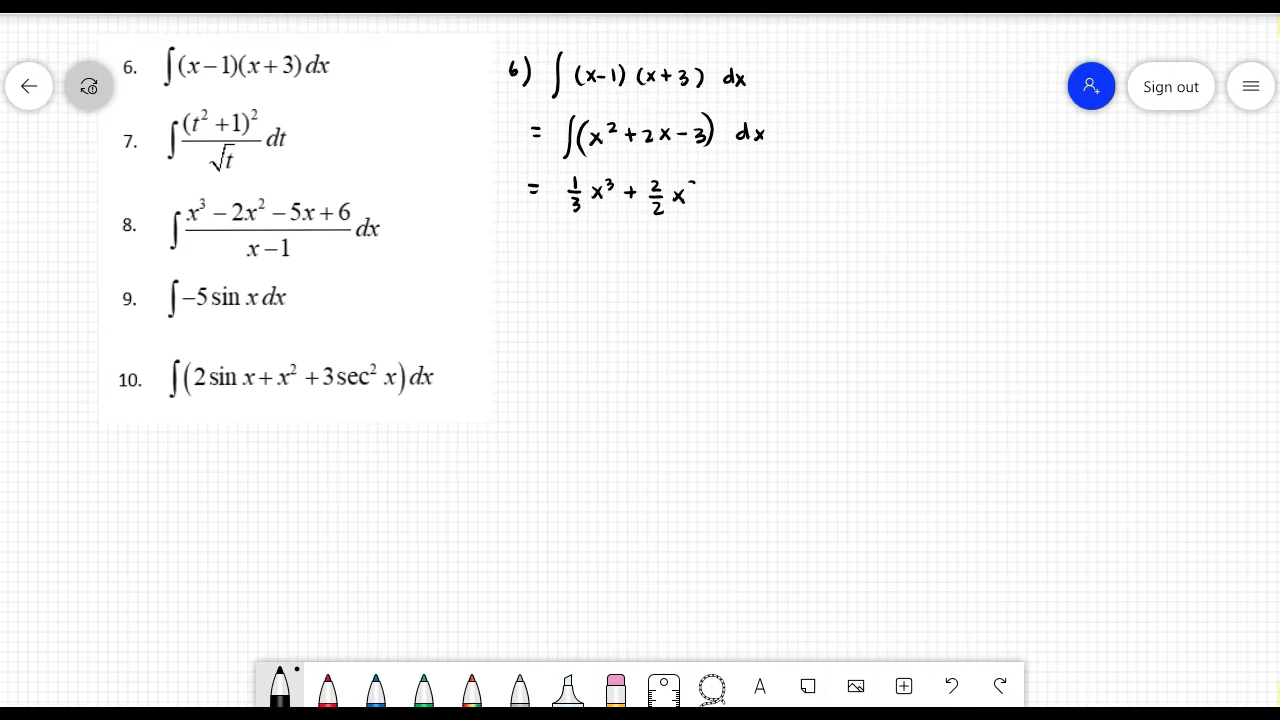 6. ∫(x−1)(x+3)dx
7. ∫(t²+1)²/√t dt
8. ∫(x³−2x²−5x+6)/(x−1) dx
9. ∫−5 sin x dx
10. ∫(2 sin x + x² + 3 sec² x)dx
6) ∫ (x-1) (x+3) dx
= ∫(x² + 2x - 3) dx
= 1/3 x³ + 2/2 x
Sign out
A